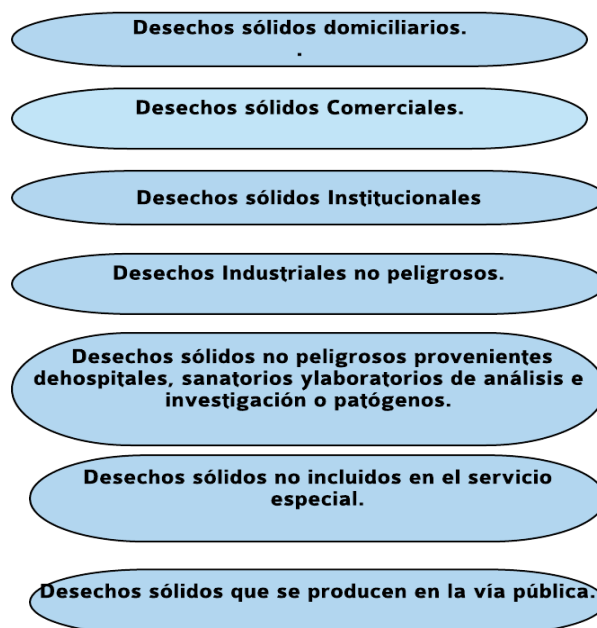 Desechos sólidos domiciliarios.
.
Desechos sólidos Comerciales.
Desechos sólidos Institucionales
Desechos Industriales no peligrosos.
Desechos sólidos no peligrosos provenientes
dehospitales, sanatorios ylaboratorios de análisis e
investigación o patógenos.
Desechos sólidos no incluidos en el servicio
especial.
Desechos sólidos que se producen en la vía pública.